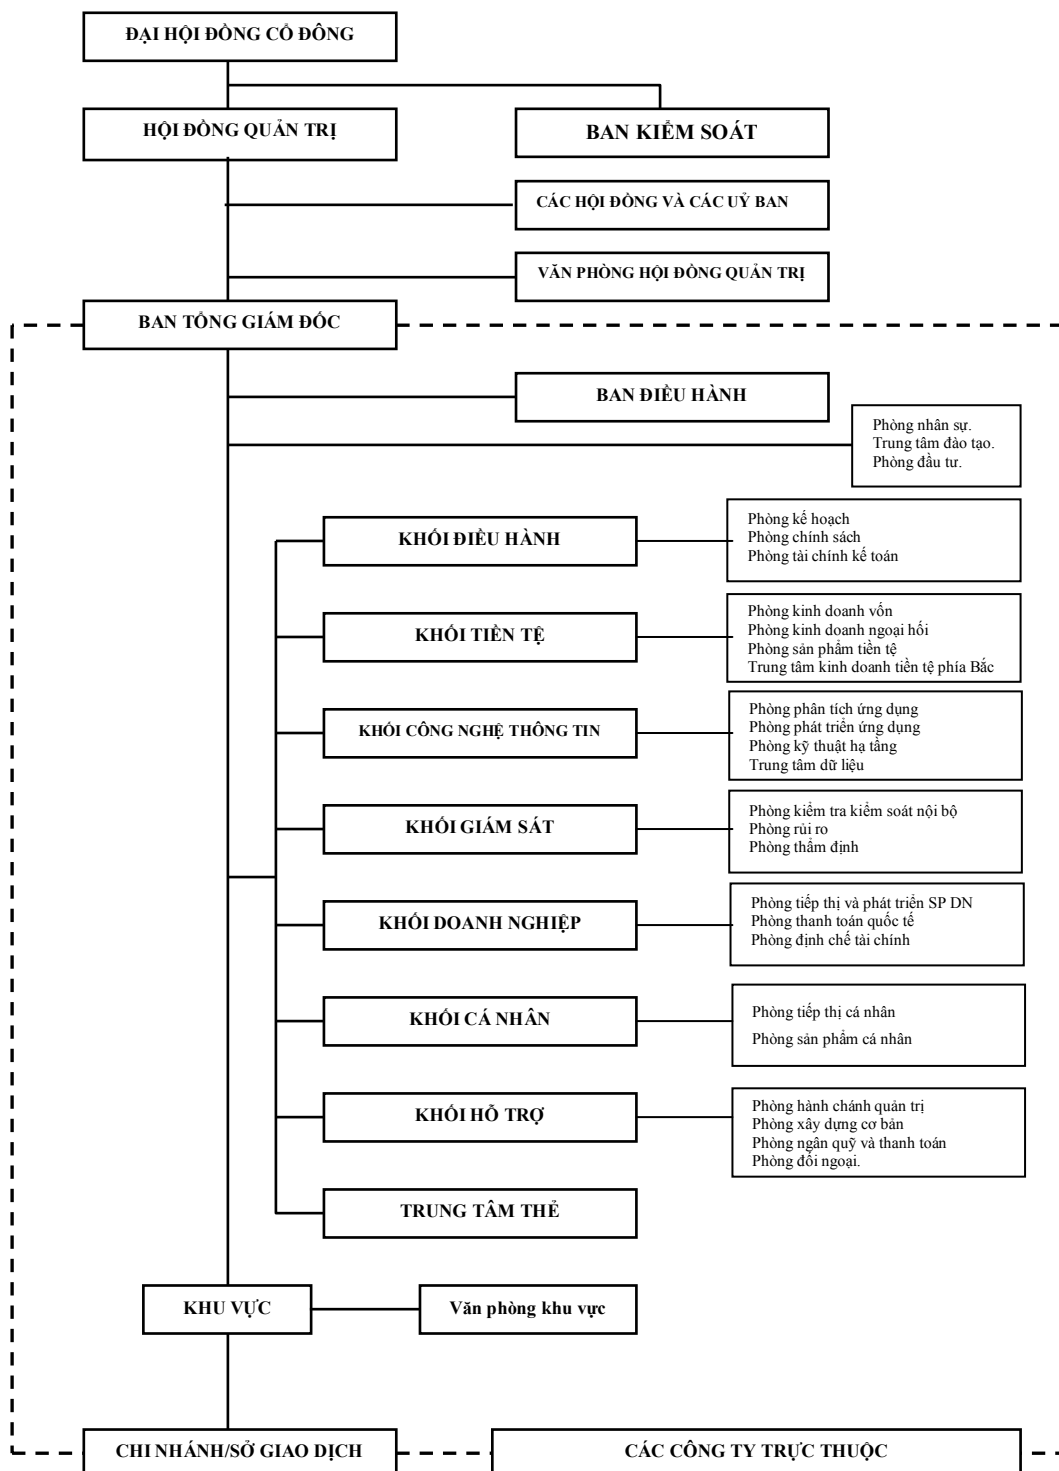 ĐẠI HỘI ĐỒNG CỔ ĐÔNG
HỘI ĐỒNG QUẢN TRỊ
BAN KIỂM SOÁT
CÁC HỘI ĐỒNG VÀ CÁC UỶ BAN
VĂN PHÒNG HỘI ĐỒNG QUẢN TRỊ
BAN TỔNG GIÁM ĐỐC
BAN ĐIỀU HÀNH
Phòng nhân sự.
Trung tâm đào tạo.
Phòng đầu tư.
KHỐI ĐIỀU HÀNH
Phòng kế hoạch
Phòng chính sách
Phòng tài chính kế toán
KHỐI TIỀN TỆ
Phòng kinh doanh vốn
Phòng kinh doanh ngoại hối
Phòng sản phẩm tiền tệ
Trung tâm kinh doanh tiền tệ phía Bắc
KHỐI CÔNG NGHỆ THÔNG TIN
Phòng phân tích ứng dụng
Phòng phát triển ứng dụng
Phòng kỹ thuật hạ tầng
Trung tâm dữ liệu
KHỐI GIÁM SÁT
Phòng kiểm tra kiểm soát nội bộ
Phòng rủi ro
Phòng thẩm định
KHỐI DOANH NGHIỆP
Phòng tiếp thị và phát triển SP DN
Phòng thanh toán quốc tế
Phòng định chế tài chính
KHỐI CÁ NHÂN
Phòng tiếp thị cá nhân
Phòng sản phẩm cá nhân
KHỐI HỖ TRỢ
Phòng hành chánh quản trị
Phòng xây dựng cơ bản
Phòng ngân quỹ và thanh toán
Phòng đối ngoại.
TRUNG TÂM THẺ
KHU VỰC
Văn phòng khu vực
CHI NHÁNH/SỞ GIAO DỊCH
CÁC CÔNG TY TRỰC THUỘC